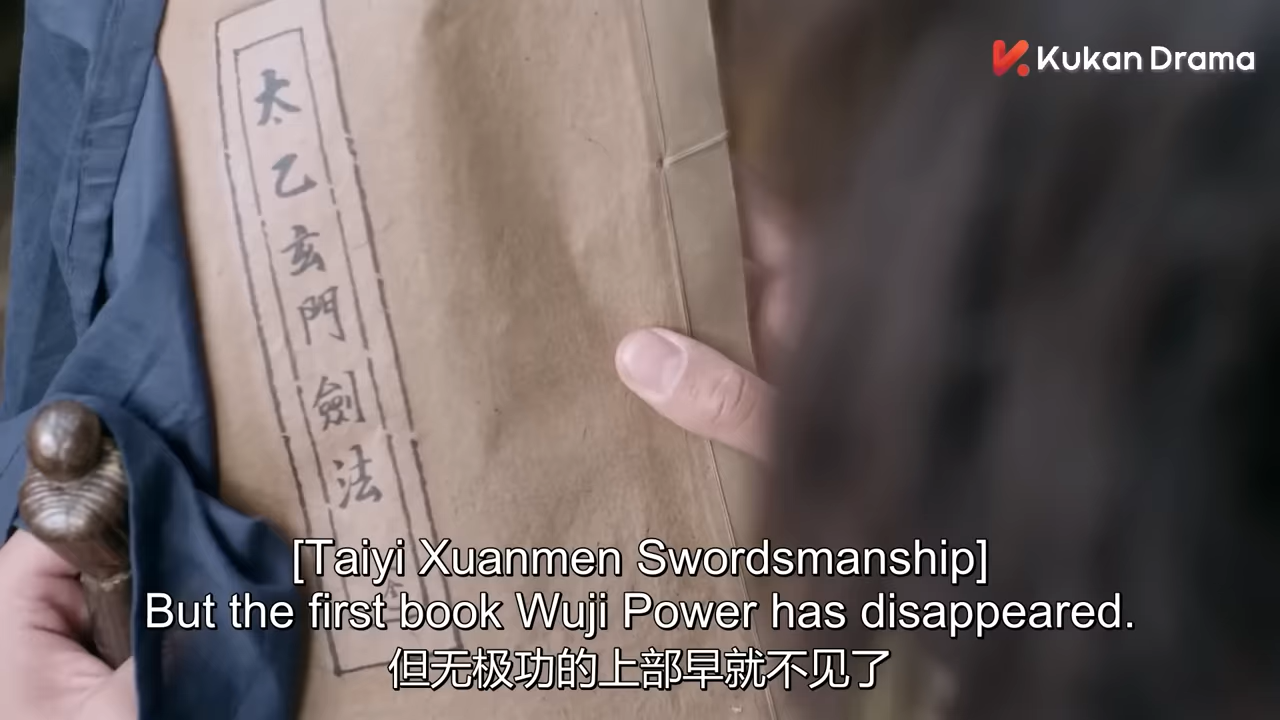 Kukan Drama
太乙玄門劍法
[Taiyi Xuanmen Swordsmanship]
But the first book Wuji Power has disappeared.
但无极功的上部早就不见了